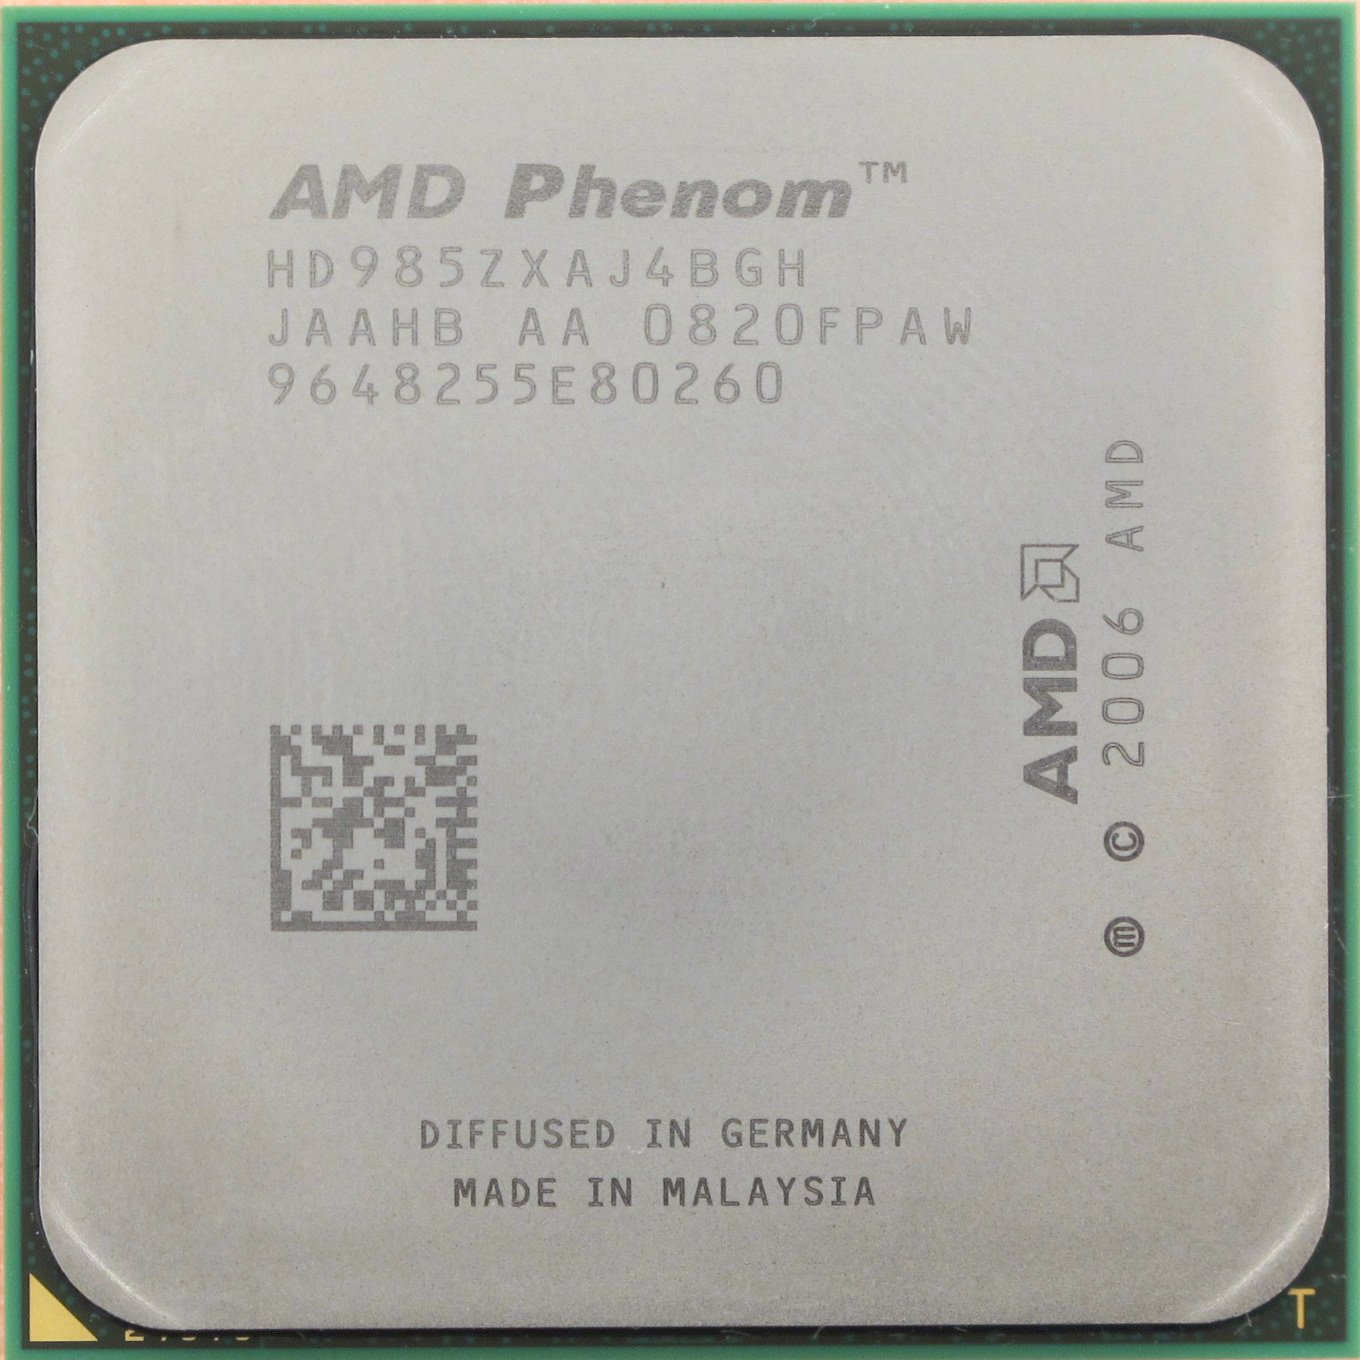 AMD Phenom™
HD985ZXAJ4BGH
JAAHB AA 0820FPAW
9648255E80260
AMD
ⓜ © 2006 AMD
DIFFUSED IN GERMANY
MADE IN MALAYSIA
T